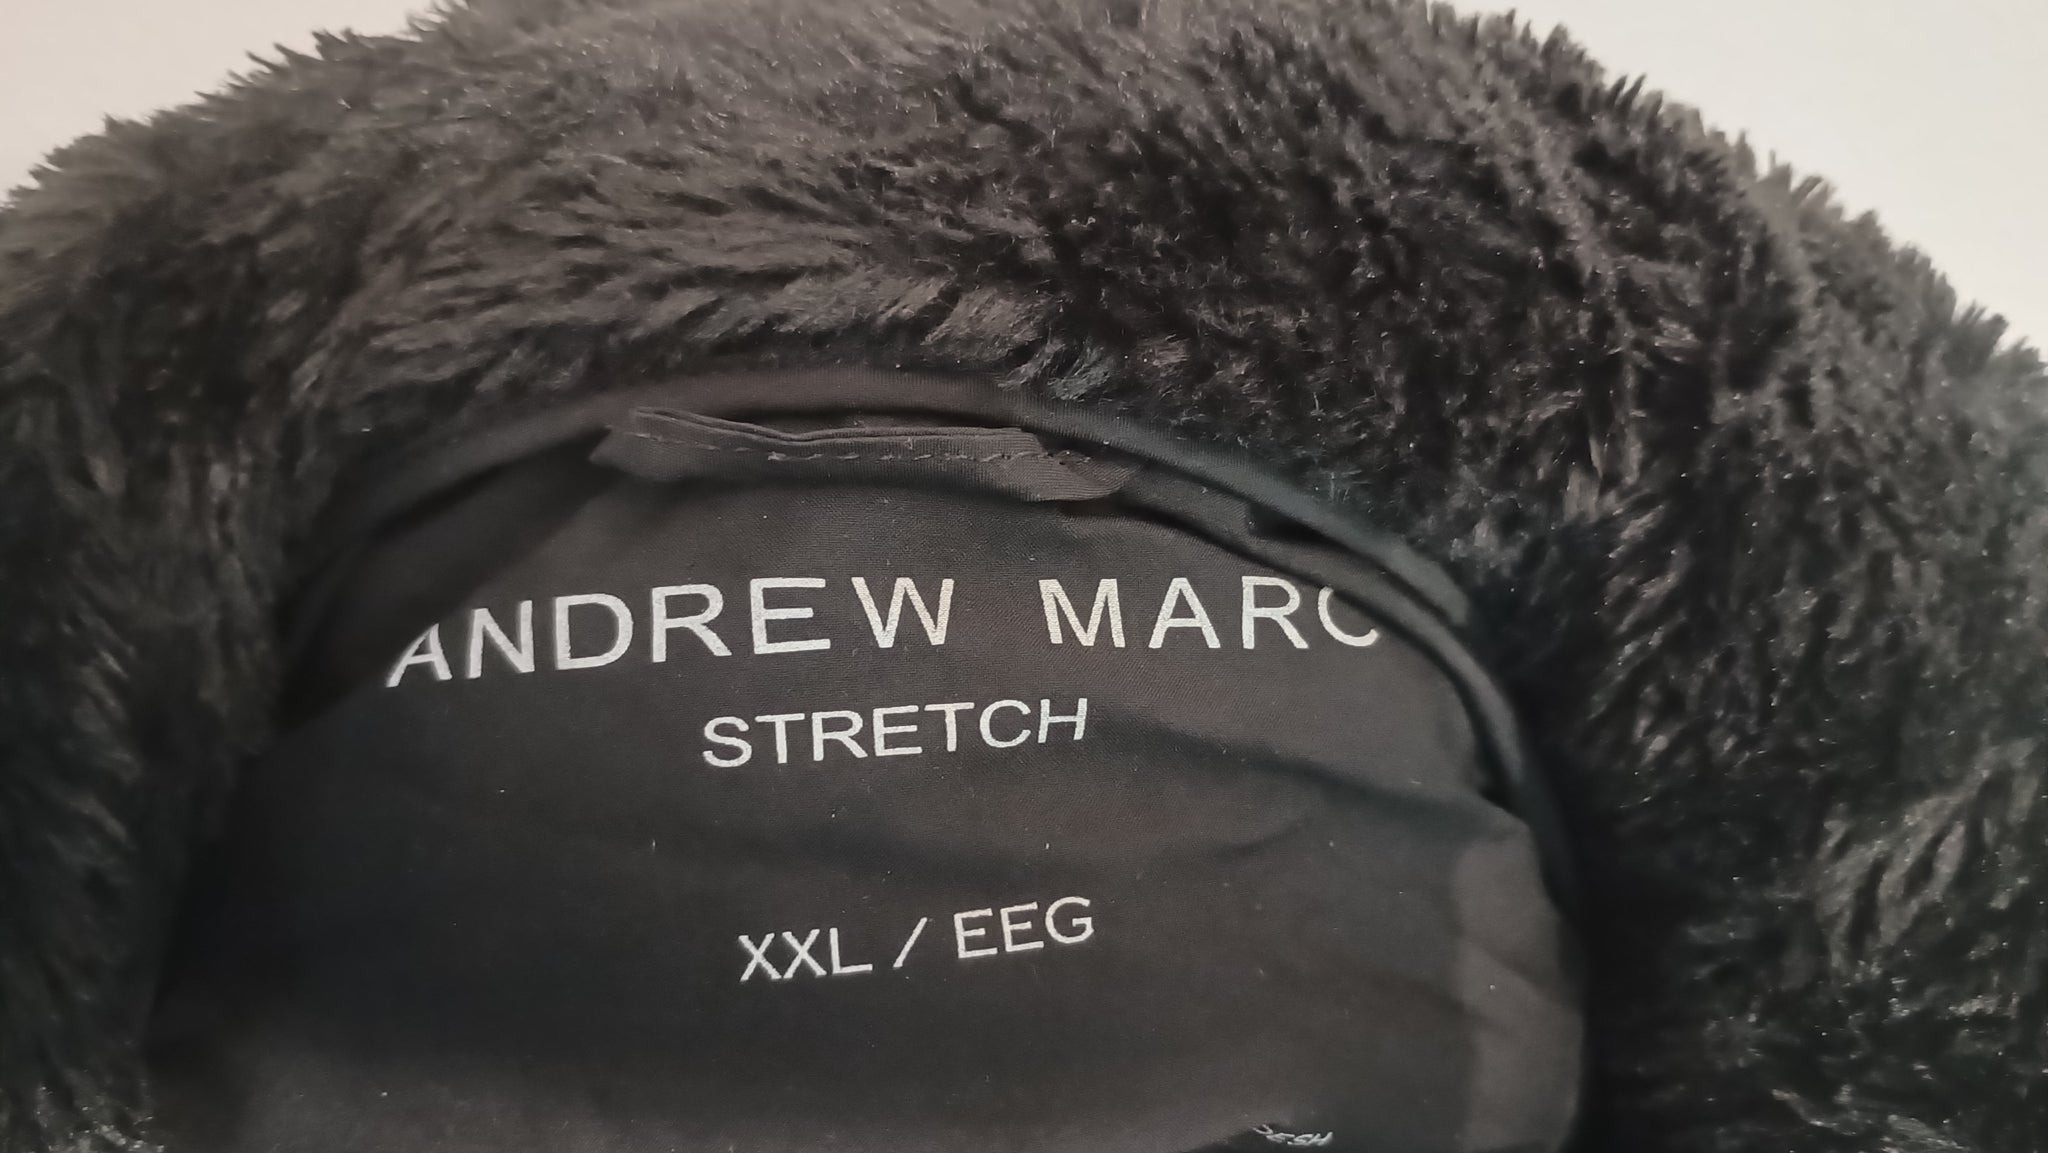 ANDREW MARC
STRETCH
XXL / EEG